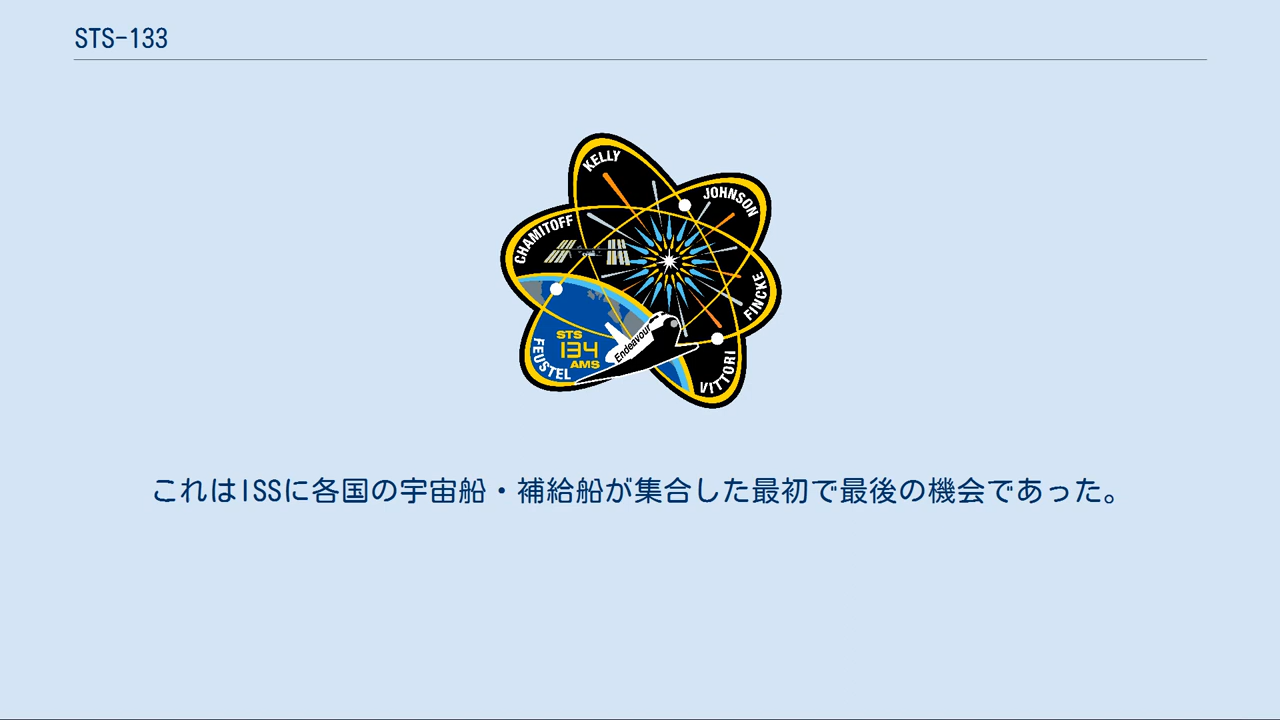 STS-133
KELLY
JOHNSON
CHAMITOFF
FINCKE
STS
134
AMS
Endeavour
FEUSTEL
VITTORI
これはISSに各国の宇宙船・補給船が集合した最初で最後の機会であった。